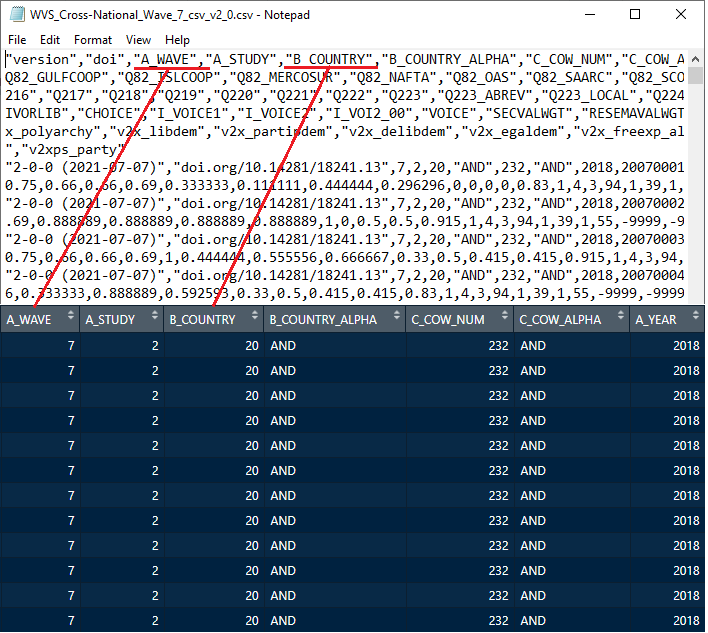 WVS_Cross-National_Wave_7_csv_v2_0.csv - Notepad
File Edit Format View Help
"version","doi","A_WAVE","A_STUDY","B_COUNTRY","B_COUNTRY_ALPHA","C_COW_NUM","C_COW_A
Q82_GULFCOOP","Q82_ISLCOOP","Q82_MERCOSUR","Q82_NAFTA","Q82_OAS","Q82_SAARC","Q82_SCO
216","Q217","Q218","Q219","Q220","Q221","Q222","Q223","Q223_ABREV","Q223_LOCAL","Q224
IVORLIB","CHOICE","I_VOICE1","I_VOICE2","I_VOI2_00","VOICE","SECVALWGT","RESEMAVALWGT
x_polyarchy","v2x_libdem","v2x_partipdem","v2x_delibdem","v2x_egaldem","v2x_freexp_al
","v2xps_party"
"2-0-0 (2021-07-07)","doi.org/10.14281/18241.13",7,2,20,"AND",232,"AND",2018,20070001
0.75,0.66,0.66,0.69,0.333333,0.111111,0.444444,0.296296,0,0,0,0,0.83,1,4,3,94,1,39,1,
"2-0-0 (2021-07-07)","doi.org/10.14281/18241.13",7,2,20,"AND",232,"AND",2018,20070002
.69,0.888889,0.888889,0.888889,0.888889,1,0,0.5,0.5,0.915,1,4,3,94,1,39,1,55,-9999,-9
"2-0-0 (2021-07-07)","doi.org/10.14281/18241.13",7,2,20,"AND",232,"AND",2018,20070003
0.75,0.66,0.66,0.69,1,0.444444,0.555556,0.666667,0.33,0.5,0.415,0.415,0.915,1,4,3,94,
"2-0-0 (2021-07-07)","doi.org/10.14281/18241.13",7,2,20,"AND",232,"AND",2018,20070004
6,0.333333,0.888889,0.592593,0.33,0.5,0.415,0.415,0.83,1,4,3,94,1,39,1,55,-9999,-9999
A_WAVE A_STUDY B_COUNTRY B_COUNTRY_ALPHA C_COW_NUM C_COW_ALPHA A_YEAR
7 2 20 AND 232 AND 2018
7 2 20 AND 232 AND 2018
7 2 20 AND 232 AND 2018
7 2 20 AND 232 AND 2018
7 2 20 AND 232 AND 2018
7 2 20 AND 232 AND 2018
7 2 20 AND 232 AND 2018
7 2 20 AND 232 AND 2018
7 2 20 AND 232 AND 2018
7 2 20 AND 232 AND 2018
7 2 20 AND 232 AND 2018
7 2 20 AND 232 AND 2018